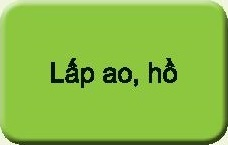 Lấp ao, hồ